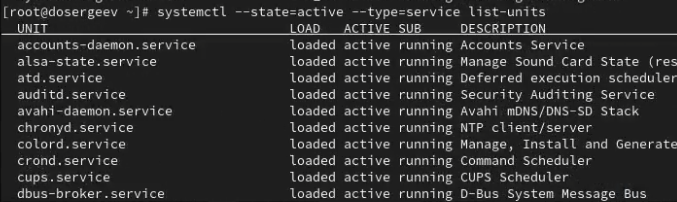 [root@dosergeev ~]# systemctl --state=active --type=service list-units
UNIT LOAD ACTIVE SUB DESCRIPTION
accounts-daemon.service loaded active running Accounts Service
alsa-state.service loaded active running Manage Sound Card State (res
atd.service loaded active running Deferred execution scheduler
auditd.service loaded active running Security Auditing Service
avahi-daemon.service loaded active running Avahi mDNS/DNS-SD Stack
chronyd.service loaded active running NTP client/server
colord.service loaded active running Manage, Install and Generate
crond.service loaded active running Command Scheduler
cups.service loaded active running CUPS Scheduler
dbus-broker.service loaded active running D-Bus System Message Bus